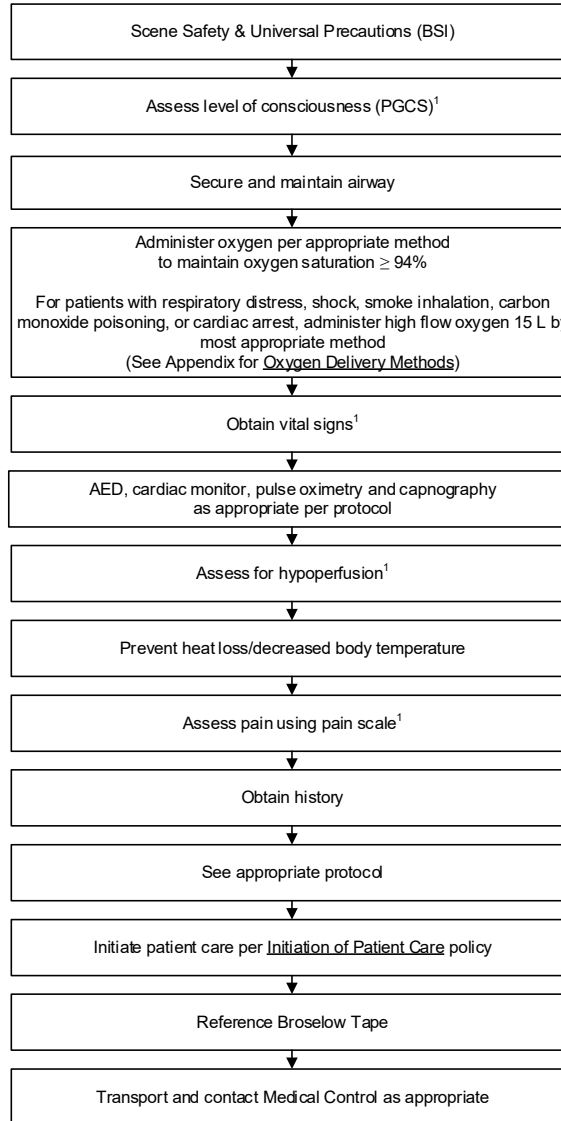 Scene Safety & Universal Precautions (BSI)
Assess level of consciousness (PGCS)¹
Secure and maintain airway
Administer oxygen per appropriate method
to maintain oxygen saturation ≥ 94%
For patients with respiratory distress, shock, smoke inhalation, carbon
monoxide poisoning, or cardiac arrest, administer high flow oxygen 15 L by
most appropriate method
(See Appendix for Oxygen Delivery Methods)
Obtain vital signs¹
AED, cardiac monitor, pulse oximetry and capnography
as appropriate per protocol
Assess for hypoperfusion¹
Prevent heat loss/decreased body temperature
Assess pain using pain scale¹
Obtain history
See appropriate protocol
Initiate patient care per Initiation of Patient Care policy
Reference Broselow Tape
Transport and contact Medical Control as appropriate